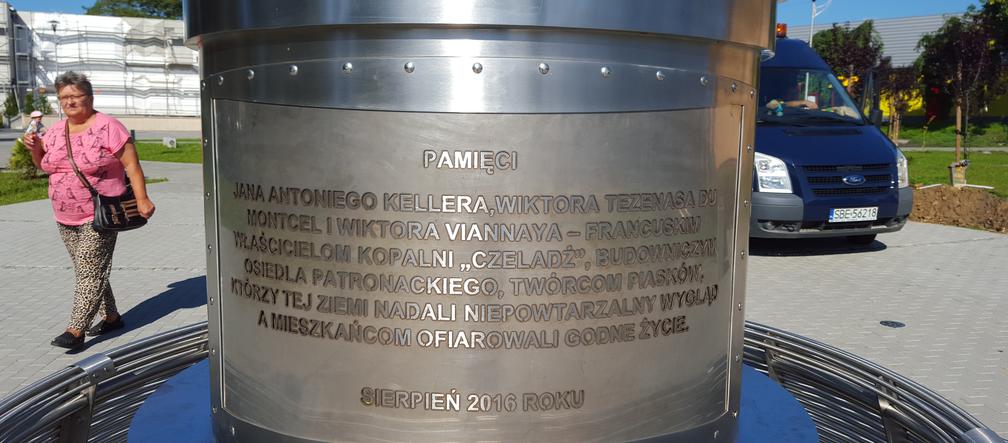 PAMIĘCI
JANA ANTONIEGO KELLERA,WIKTORA TEZENASA DU
MONTCEL I WIKTORA VIANNAYA – FRANCUSKIM
WŁAŚCICIELOM KOPALNI „CZELADŹ”, BUDOWNICZYM
OSIEDLA PATRONACKIEGO, TWÓRCOM PIASKÓW,
KTÓRZY TEJ ZIEMI NADALI NIEPOWTARZALNY WYGLĄD
A MIESZKAŃCOM OFIAROWALI GODNE ŻYCIE.
SIERPIEŃ 2016 ROKU
Ford
SBE 56218